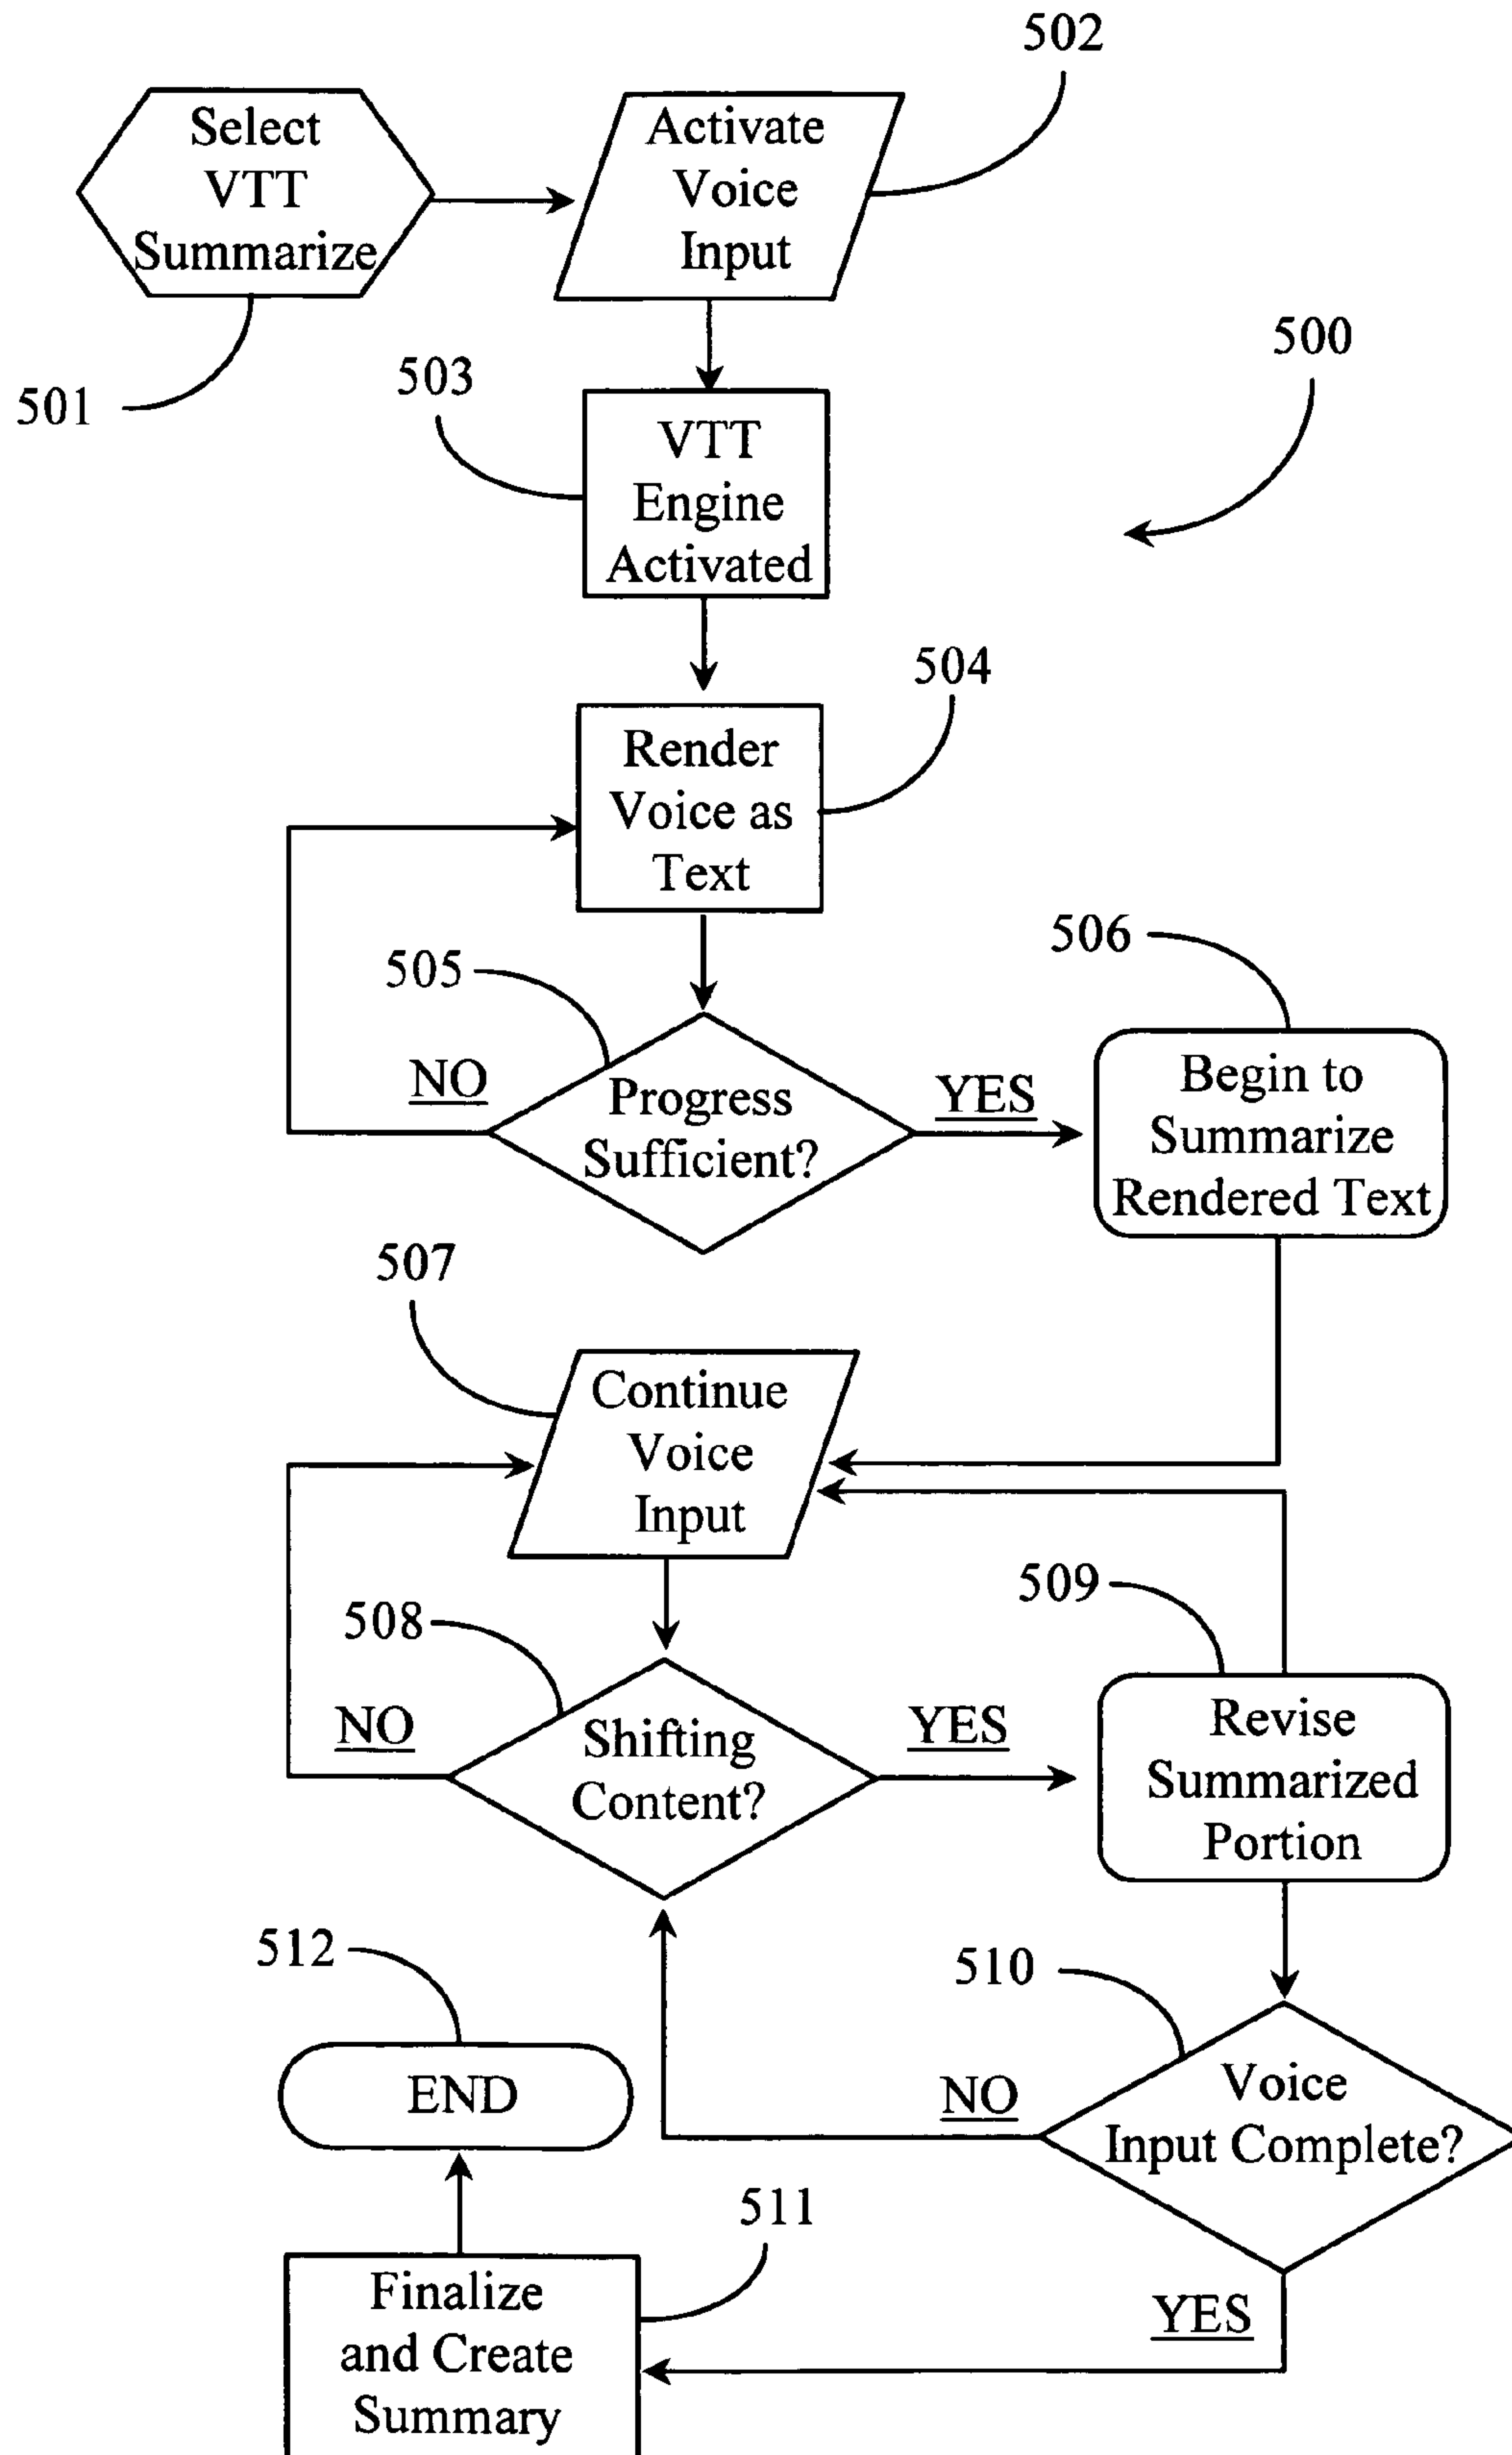 502
Select
VTT
Summarize
Activate
Voice
Input
501
500
503
VTT
Engine
Activated
504
Render
Voice as
Text
505
506
NO
Progress
Sufficient?
YES
Begin to
Summarize
Rendered Text
507
Continue
Voice
Input
509
508
NO
Shifting
Content?
YES
Revise
Summarized
Portion
512
510
END
NO
Voice
Input Complete?
511
YES
Finalize
and Create
Summary